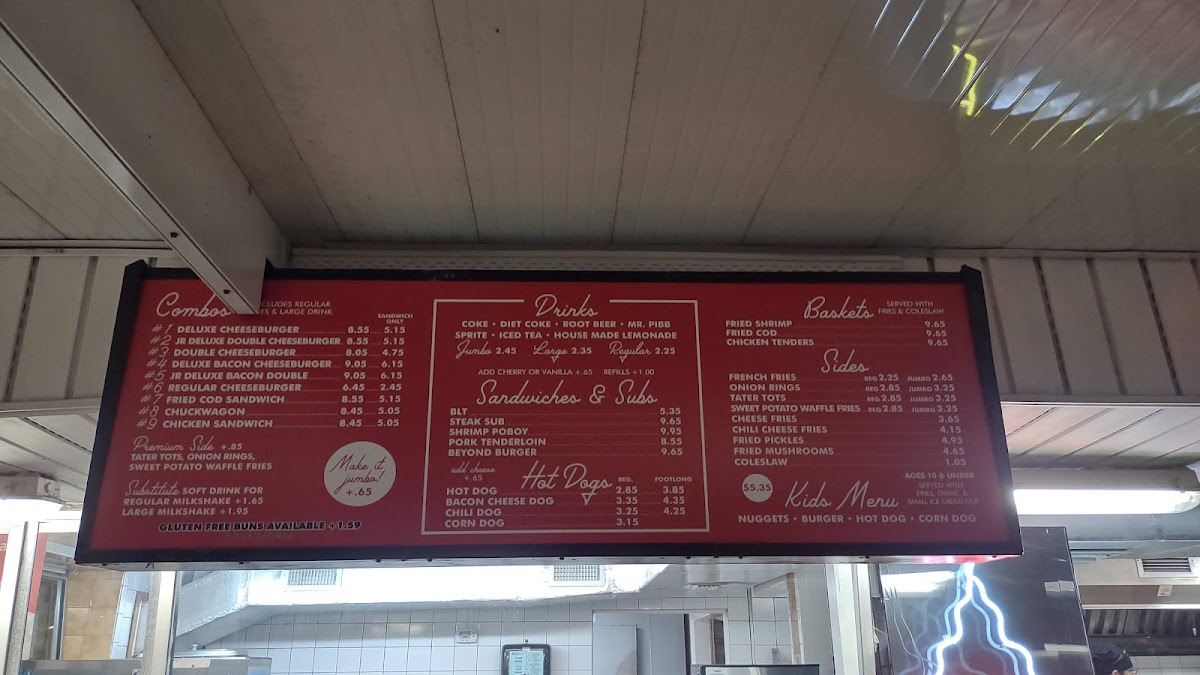 Combos
CLUDES REGULAR
ES & LARGE DRINK
SANDWICH
ONLY
#1 DELUXE CHEESEBURGER 8.55 5.15
#2 JR DELUXE DOUBLE CHEESEBURGER 8.55 5.15
#3 DOUBLE CHEESEBURGER 8.05 4.75
#4 DELUXE BACON CHEESEBURGER 9.05 6.15
#5 JR DELUXE BACON DOUBLE 9.05 6.15
#6 REGULAR CHEESEBURGER 6.45 2.45
#7 FRIED COD SANDWICH 8.55 5.15
#8 CHUCKWAGON 8.45 5.05
#9 CHICKEN SANDWICH 8.45 5.05
Premium Side +.85
TATER TOTS, ONION RINGS,
SWEET POTATO WAFFLE FRIES
Make it
jumbo!
+.65
Substitute SOFT DRINK FOR
REGULAR MILKSHAKE +1.65
LARGE MILKSHAKE +1.95
GLUTEN FREE BUNS AVAILABLE +1.59
Drinks
COKE • DIET COKE • ROOT BEER • MR. PIBB
SPRITE • ICED TEA • HOUSE MADE LEMONADE
Jumbo 2.45 Large 2.35 Regular 2.25
ADD CHERRY OR VANILLA +.65 REFILLS +1.00
Sandwiches & Subs
BLT 5.35
STEAK SUB 9.65
SHRIMP POBOY 9.95
PORK TENDERLOIN 8.55
BEYOND BURGER 9.65
add cheese
+.65
Hot Dogs
REG. FOOTLONG
HOT DOG 2.85 3.85
BACON CHEESE DOG 3.35 4.35
CHILI DOG 3.25 4.25
CORN DOG 3.15
Baskets
SERVED WITH
FRIES & COLESLAW
FRIED SHRIMP 9.65
FRIED COD 9.65
CHICKEN TENDERS 9.65
Sides
FRENCH FRIES REG 2.25 JUMBO 2.65
ONION RINGS REG 2.85 JUMBO 3.25
TATER TOTS REG 2.85 JUMBO 3.25
SWEET POTATO WAFFLE FRIES REG 2.85 JUMBO 3.25
CHEESE FRIES 3.65
CHILI CHEESE FRIES 4.15
FRIED PICKLES 4.95
FRIED MUSHROOMS 4.65
COLESLAW 1.05
$5.35
Kids Menu
AGES 10 & UNDER
SERVED WITH
FRIES, DRINK, &
SMALL ICE CREAM CUP
NUGGETS • BURGER • HOT DOG • CORN DOG